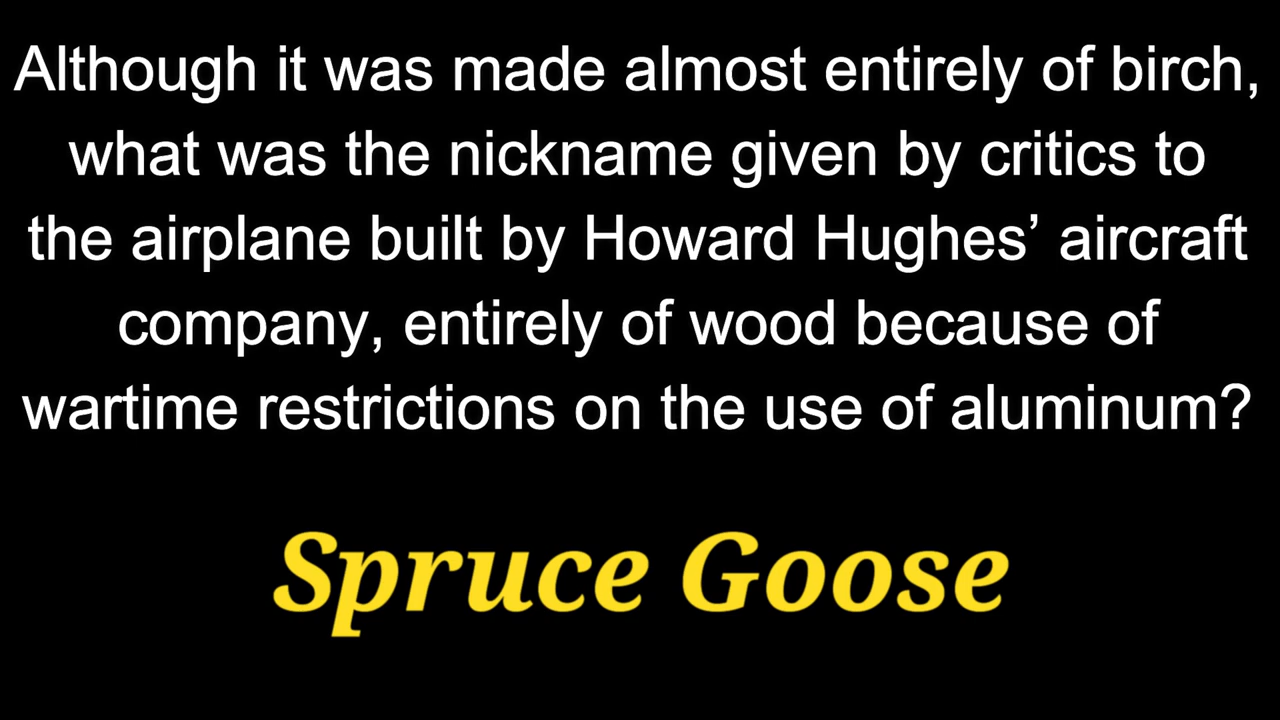 Although it was made almost entirely of birch,
what was the nickname given by critics to
the airplane built by Howard Hughes’ aircraft
company, entirely of wood because of
wartime restrictions on the use of aluminum?
Spruce Goose